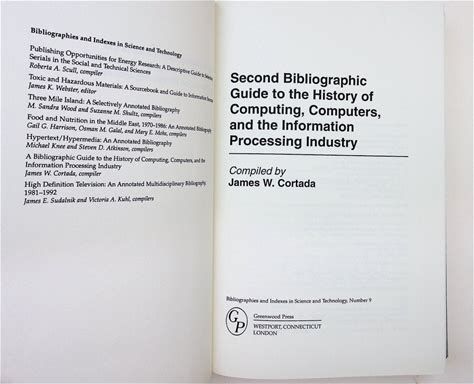 Bibliographies and Indexes in Science and Technology
Publishing Opportunities for Energy Research: A Descriptive Guide to Selected
Serials in the Social and Technical Sciences
Roberta A. Scull, compiler
Toxic and Hazardous Materials: A Sourcebook and Guide to Information Sources
James K. Webster, editor
Three Mile Island: A Selectively Annotated Bibliography
M. Sandra Wood and Suzanne M. Shultz, compilers
Food and Nutrition in the Middle East, 1970-1986: An Annotated Bibliography
Gail G. Harrison, Osman M. Galal, and Mary E. Mohs, compilers
Hypertext/Hypermedia: An Annotated Bibliography
Michael Knee and Steven D. Atkinson, compilers
A Bibliographic Guide to the History of Computing, Computers, and the
Information Processing Industry
James W. Cortada, compiler
High Definition Television: An Annotated Multidisciplinary Bibliography,
1981-1992
James E. Sudalnik and Victoria A. Kuhl, compilers
Second Bibliographic
Guide to the History of
Computing, Computers,
and the Information
Processing Industry
Compiled by
James W. Cortada
Bibliographies and Indexes in Science and Technology, Number 9
GP
Greenwood Press
WESTPORT, CONNECTICUT
LONDON